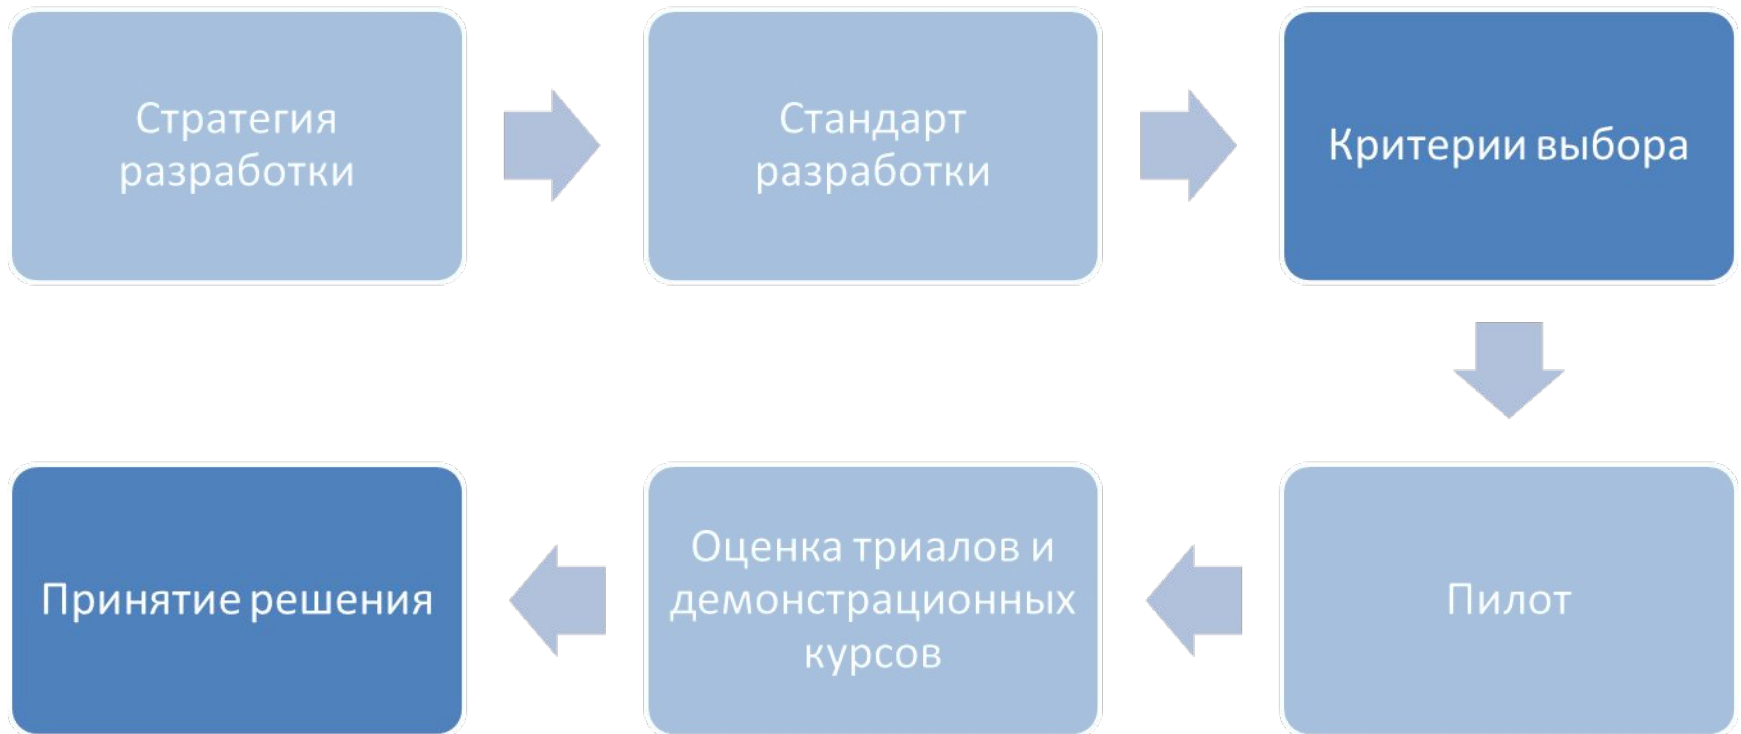 Стратегия
разработки
Стандарт
разработки
Критерии выбора
Пилот
Оценка триалов и
демонстрационных
курсов
Принятие решения